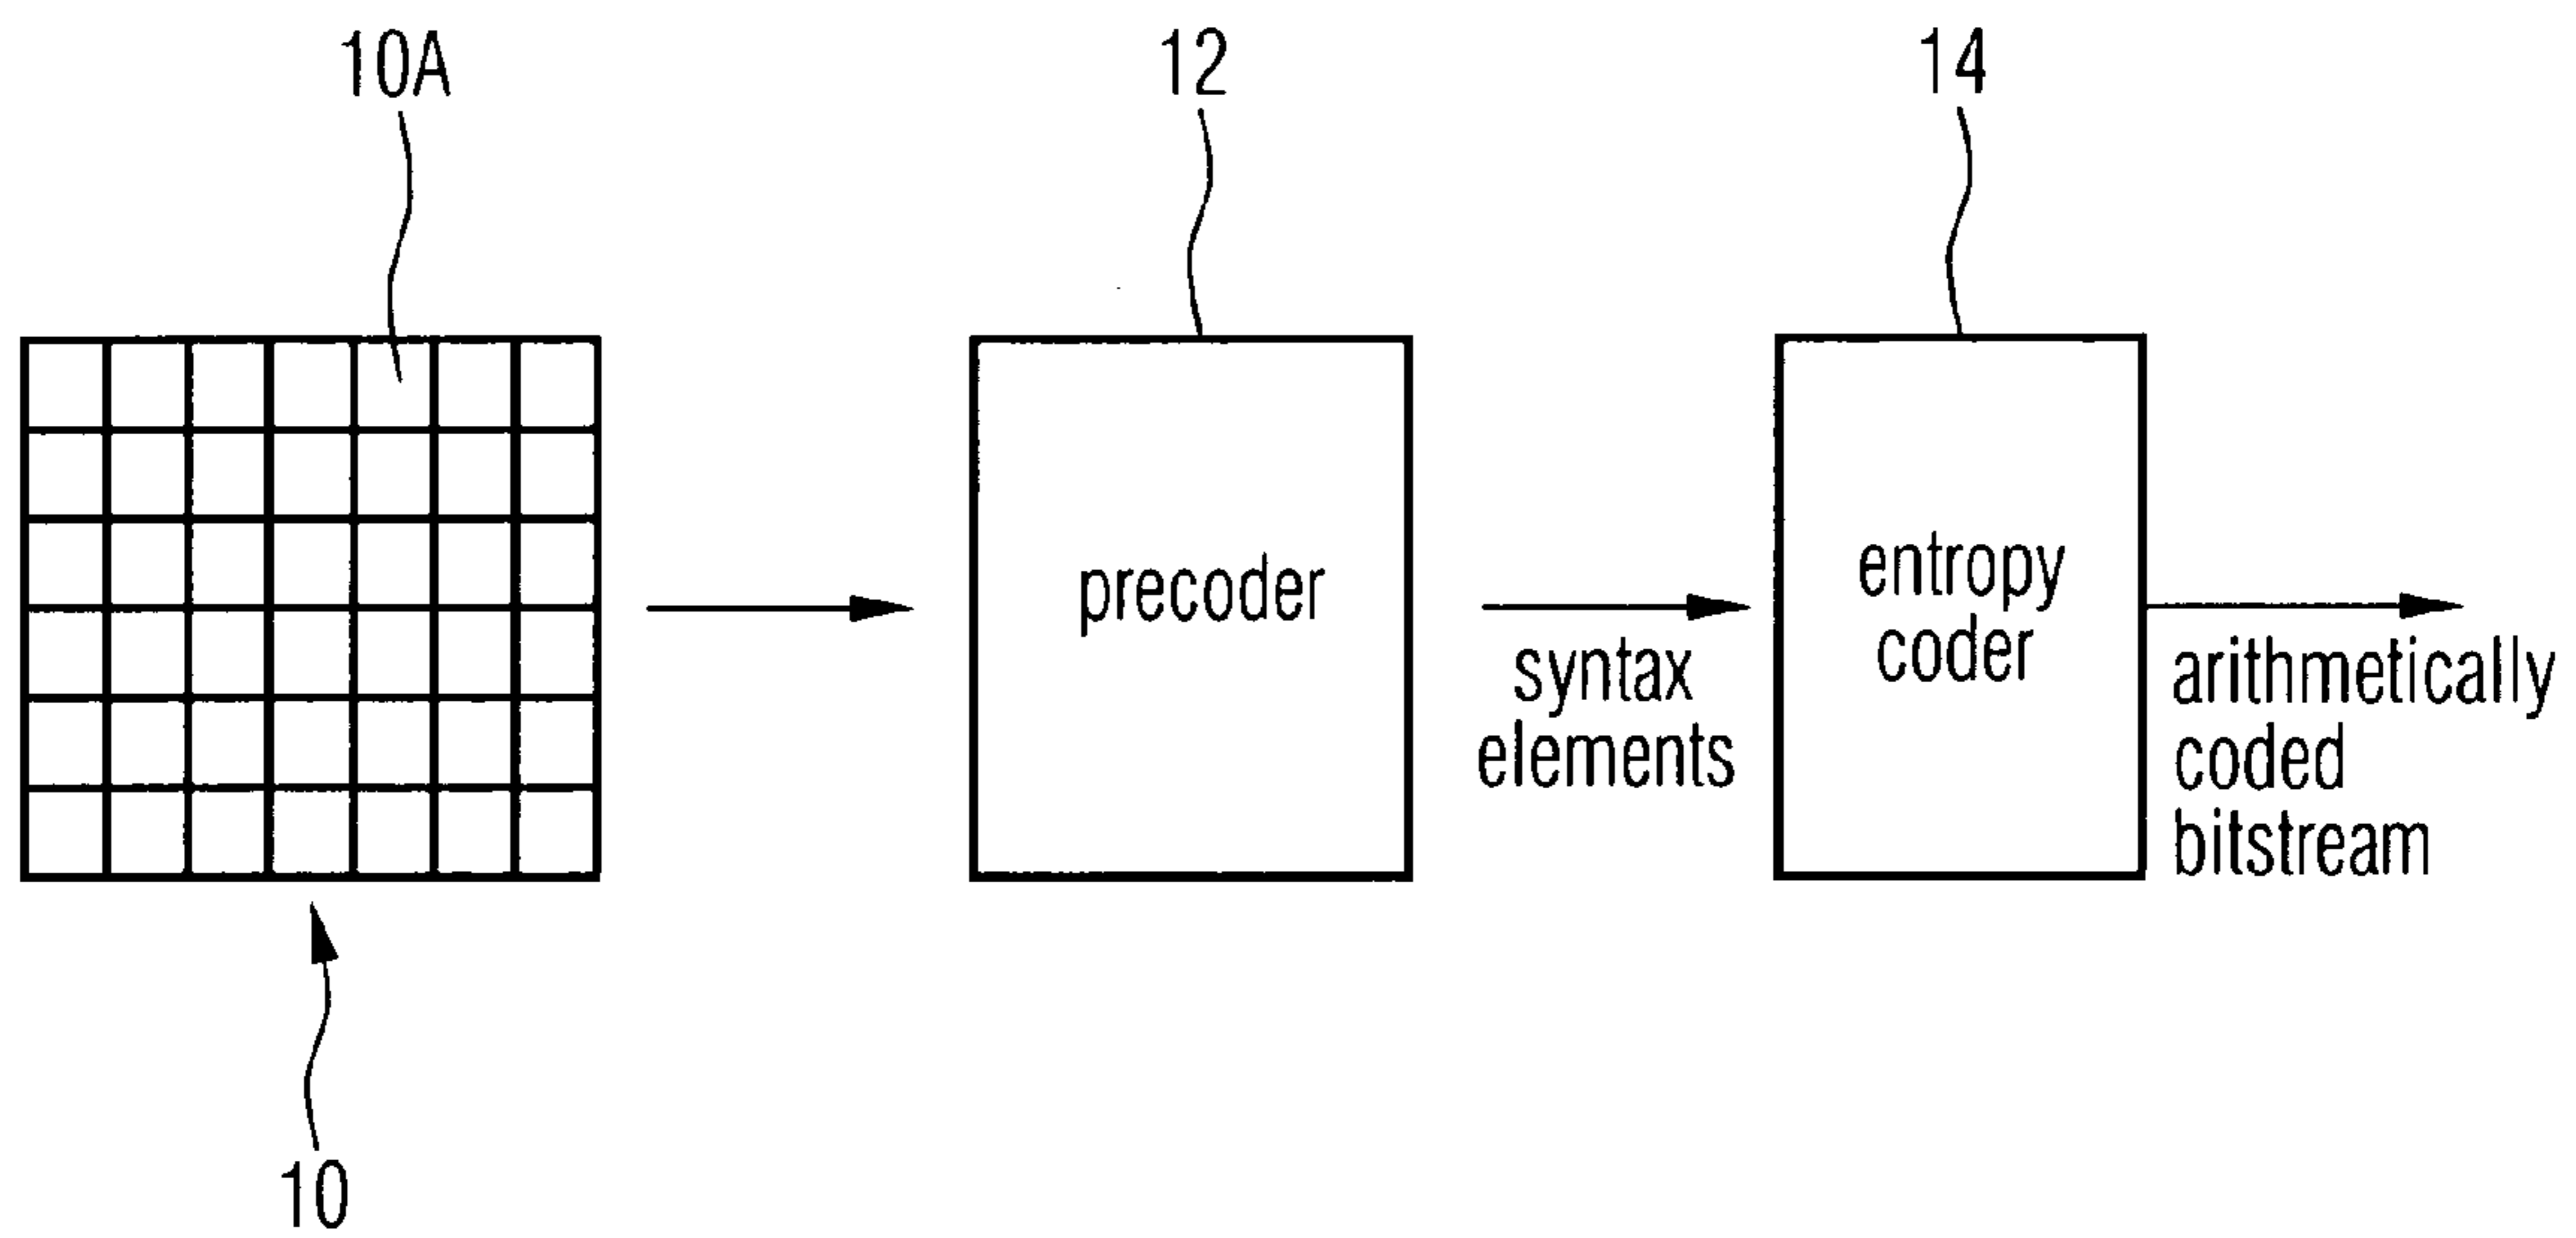 10A
12
14
precoder
syntax
elements
entropy
coder
arithmetically
coded
bitstream
10